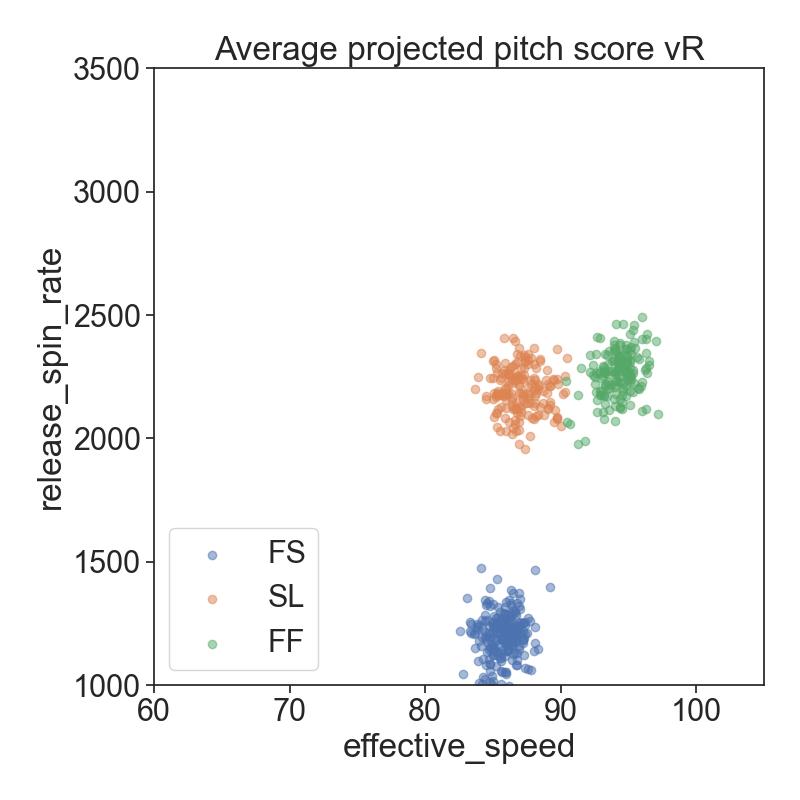 Average projected pitch score vR
3500
3000
2500
2000
1500
1000
release_spin_rate
FS
SL
FF
60 70 80 90 100
effective_speed